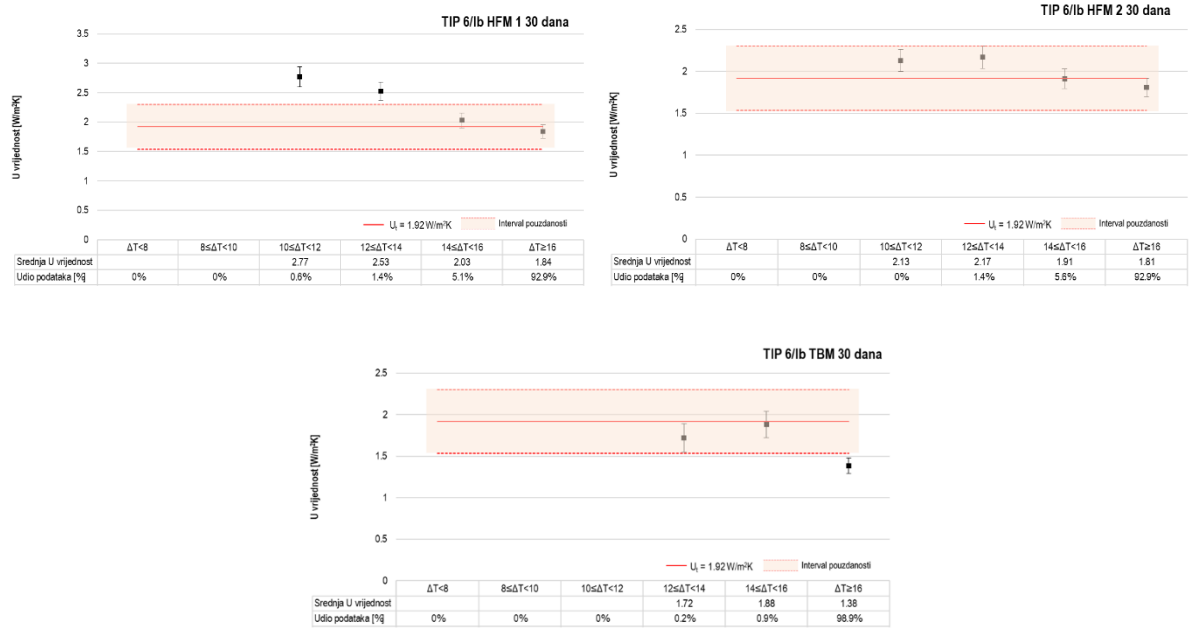 TIP 6/Ib HFM 1 30 dana
U vrijednost [W/m²K]
3.5
3
2.5
2
1.5
1
0.5
0
Uₜ = 1.92 W/m²K Interval pouzdanosti
ΔT<8 8≤ΔT<10 10≤ΔT<12 12≤ΔT<14 14≤ΔT<16 ΔT≥16
Srednja U vrijednost 2.77 2.53 2.03 1.84
Udio podataka [%] 0% 0% 0.6% 1.4% 5.1% 92.9%
TIP 6/Ib HFM 2 30 dana
U vrijednost [W/m²K]
2.5
2
1.5
1
0.5
0
Uₜ = 1.92 W/m²K Interval pouzdanosti
ΔT<8 8≤ΔT<10 10≤ΔT<12 12≤ΔT<14 14≤ΔT<16 ΔT≥16
Srednja U vrijednost 2.13 2.17 1.91 1.81
Udio podataka [%] 0% 0% 0% 1.4% 5.6% 92.9%
TIP 6/Ib TBM 30 dana
U vrijednost [W/m²K]
2.5
2
1.5
1
0.5
0
Uₜ = 1.92 W/m²K Interval pouzdanosti
ΔT<8 8≤ΔT<10 10≤ΔT<12 12≤ΔT<14 14≤ΔT<16 ΔT≥16
Srednja U vrijednost 1.72 1.88 1.38
Udio podataka [%] 0% 0% 0% 0.2% 0.9% 98.9%